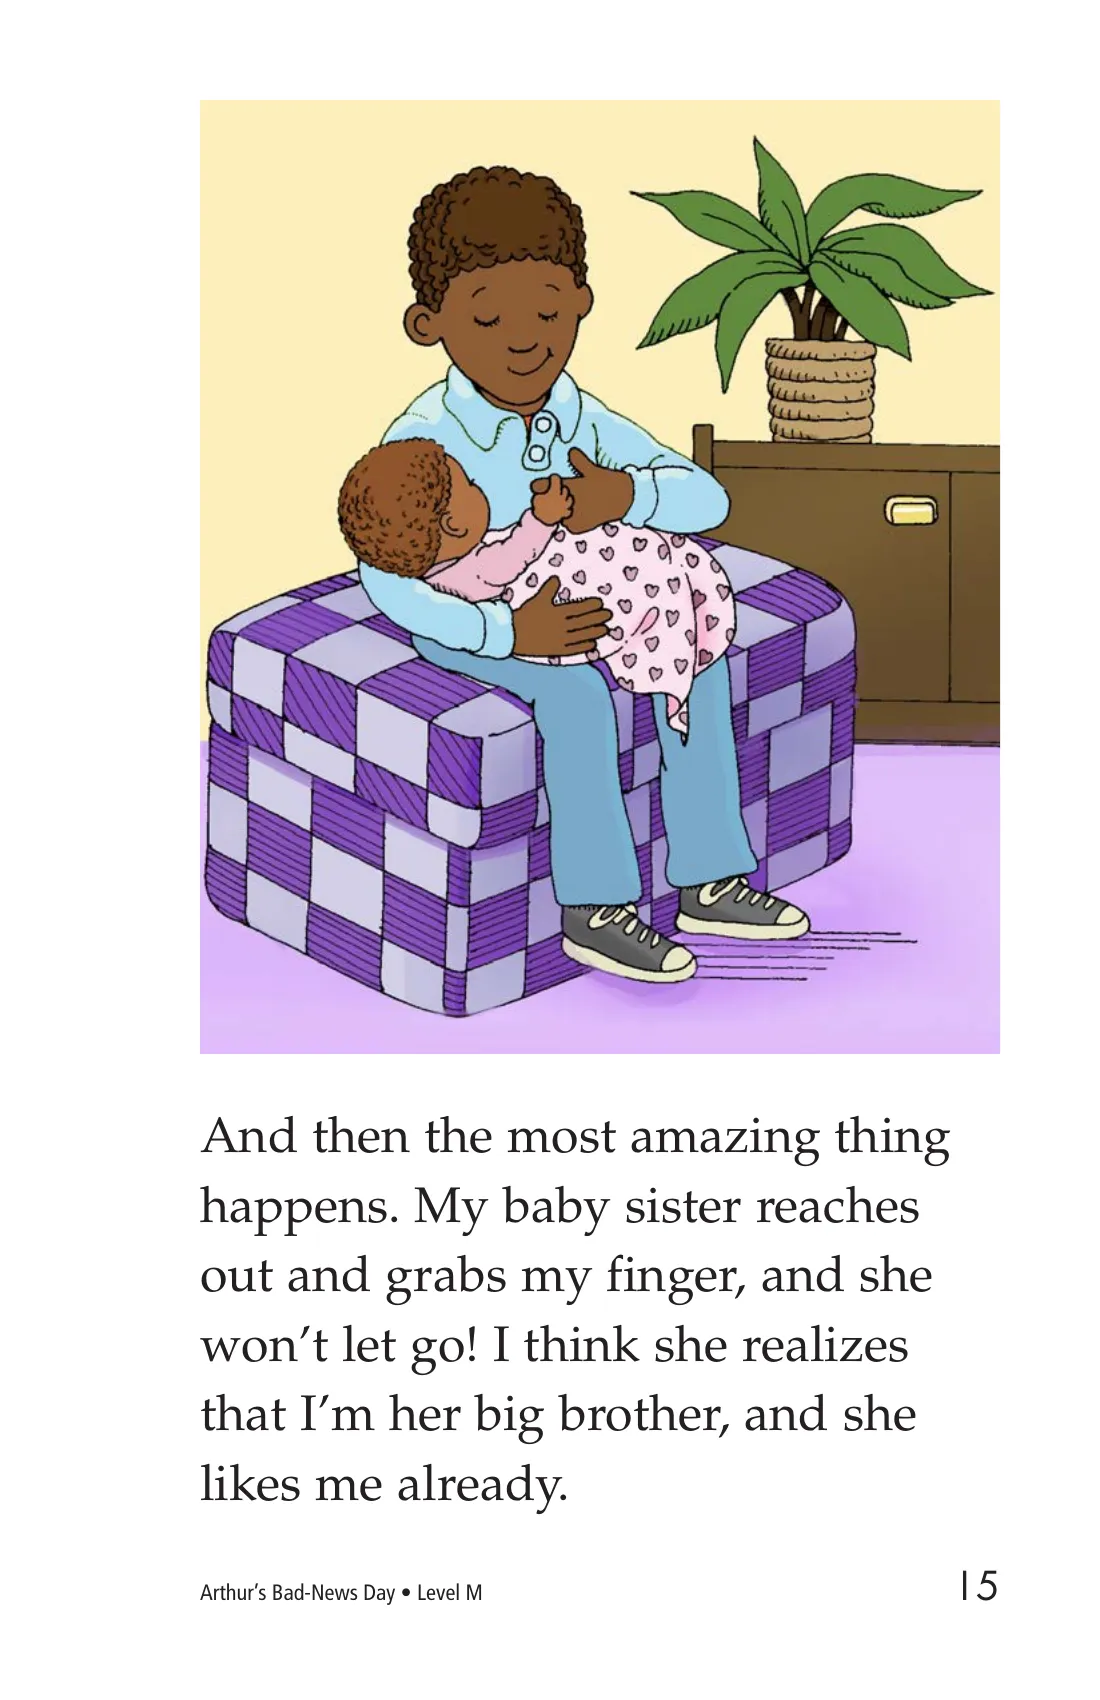 And then the most amazing thing
happens. My baby sister reaches
out and grabs my finger, and she
won’t let go! I think she realizes
that I’m her big brother, and she
likes me already.
Arthur’s Bad-News Day • Level M
15